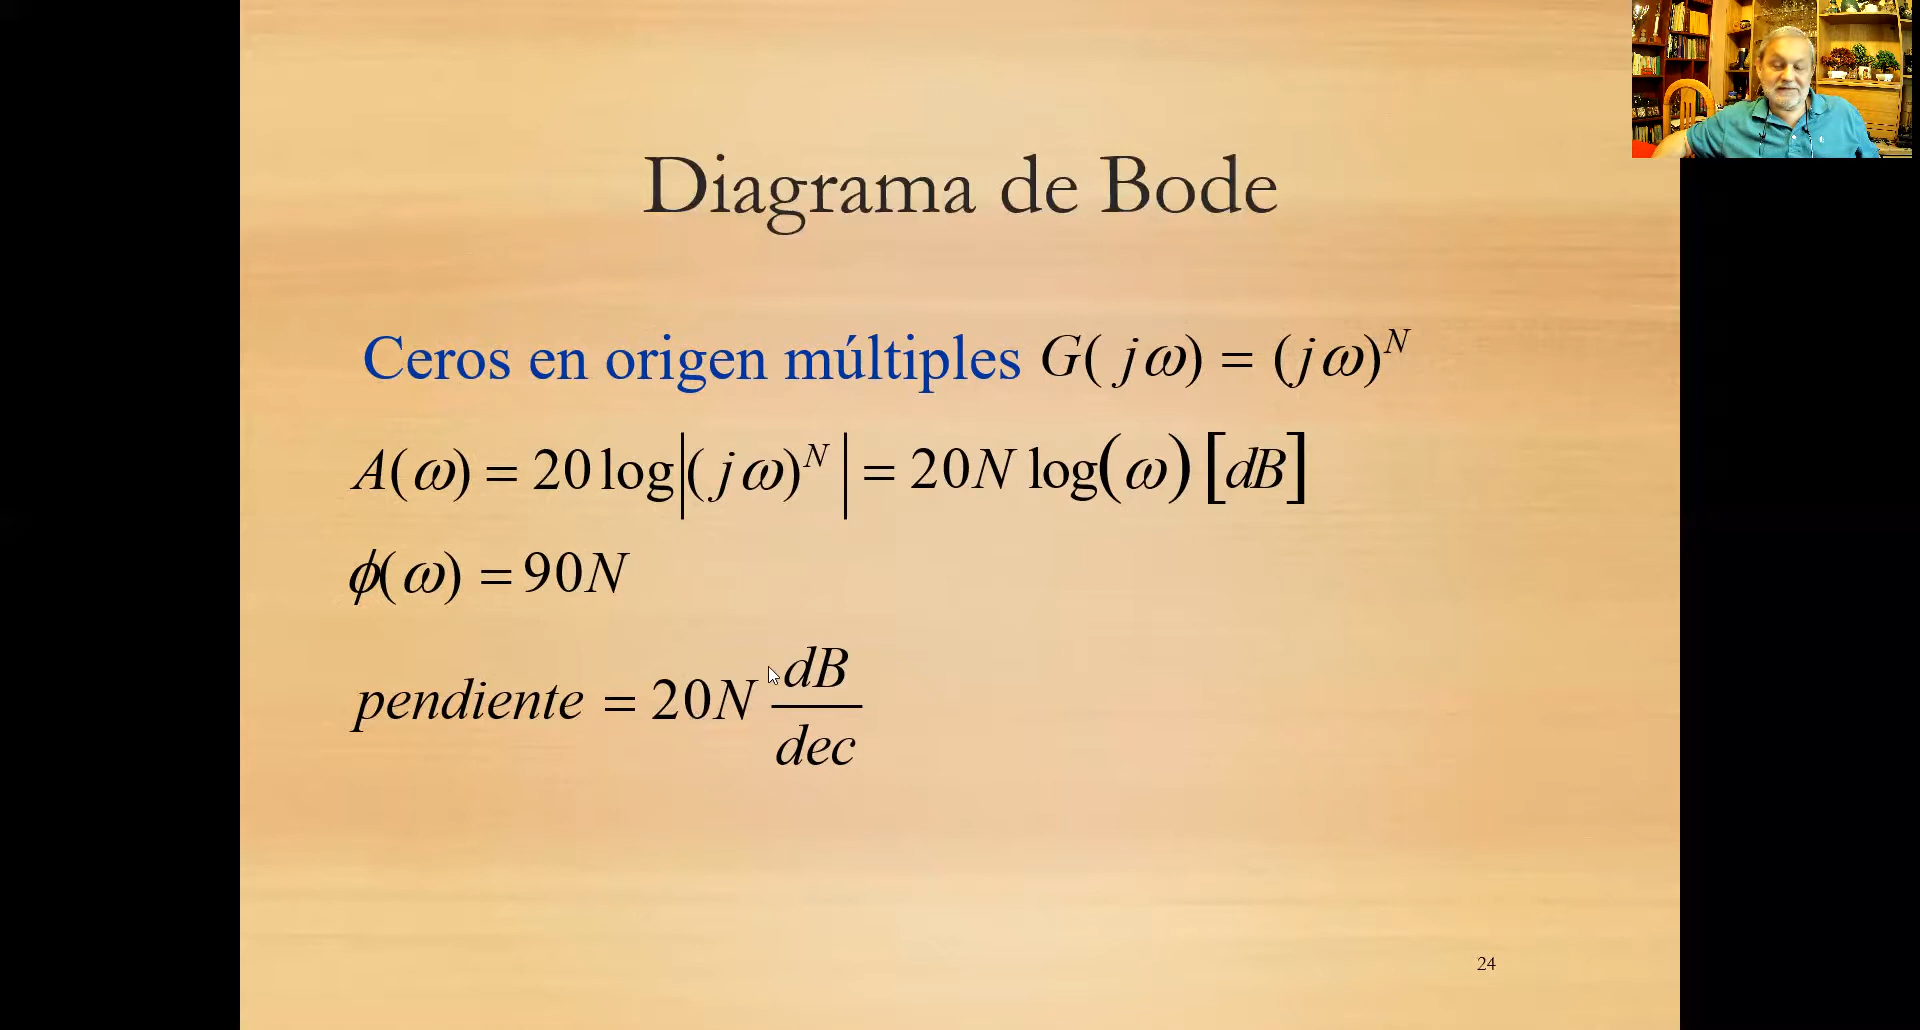 Diagrama de Bode
Ceros en origen múltiples G(jω) = (jω)^N
A(ω) = 20 log|(jω)^N| = 20N log(ω) [dB]
ϕ(ω) = 90N
pendiente = 20N dB/dec
24